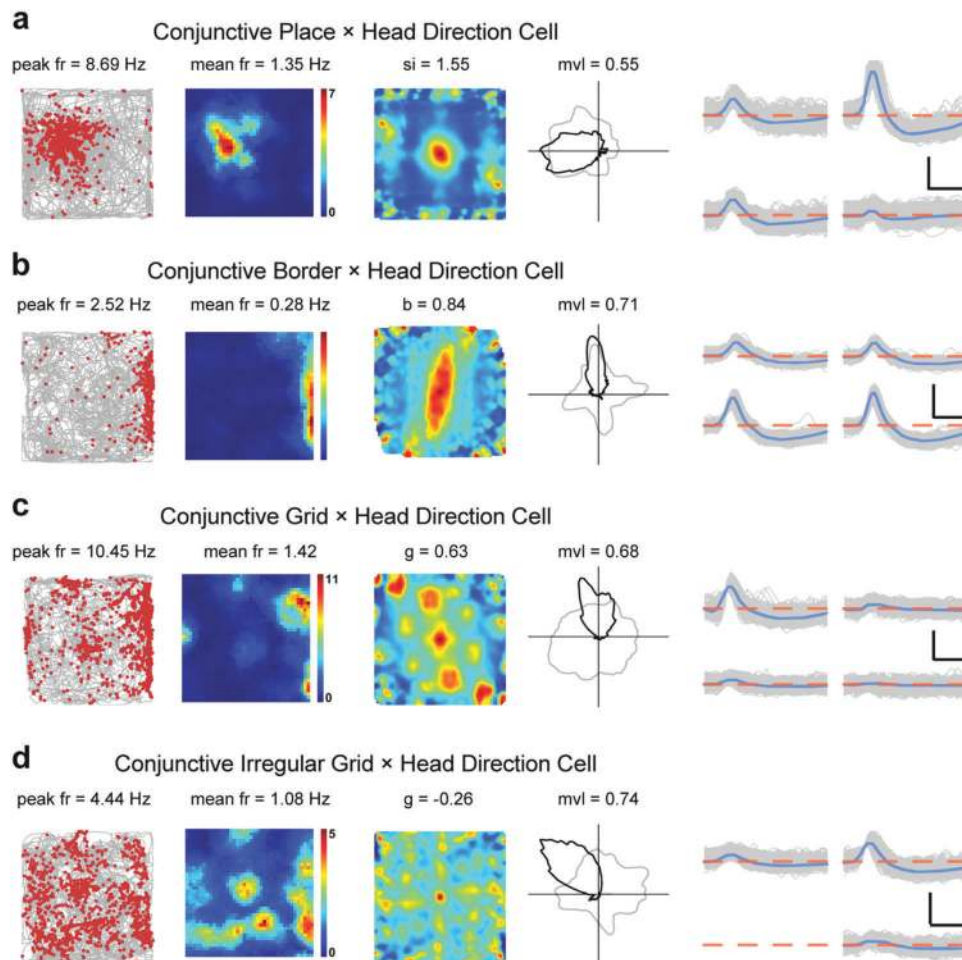 a
Conjunctive Place × Head Direction Cell
peak fr = 8.69 Hz mean fr = 1.35 Hz si = 1.55 mvl = 0.55
7
0
b
Conjunctive Border × Head Direction Cell
peak fr = 2.52 Hz mean fr = 0.28 Hz b = 0.84 mvl = 0.71
c
Conjunctive Grid × Head Direction Cell
peak fr = 10.45 Hz mean fr = 1.42 g = 0.63 mvl = 0.68
11
0
d
Conjunctive Irregular Grid × Head Direction Cell
peak fr = 4.44 Hz mean fr = 1.08 Hz g = -0.26 mvl = 0.74
5
0